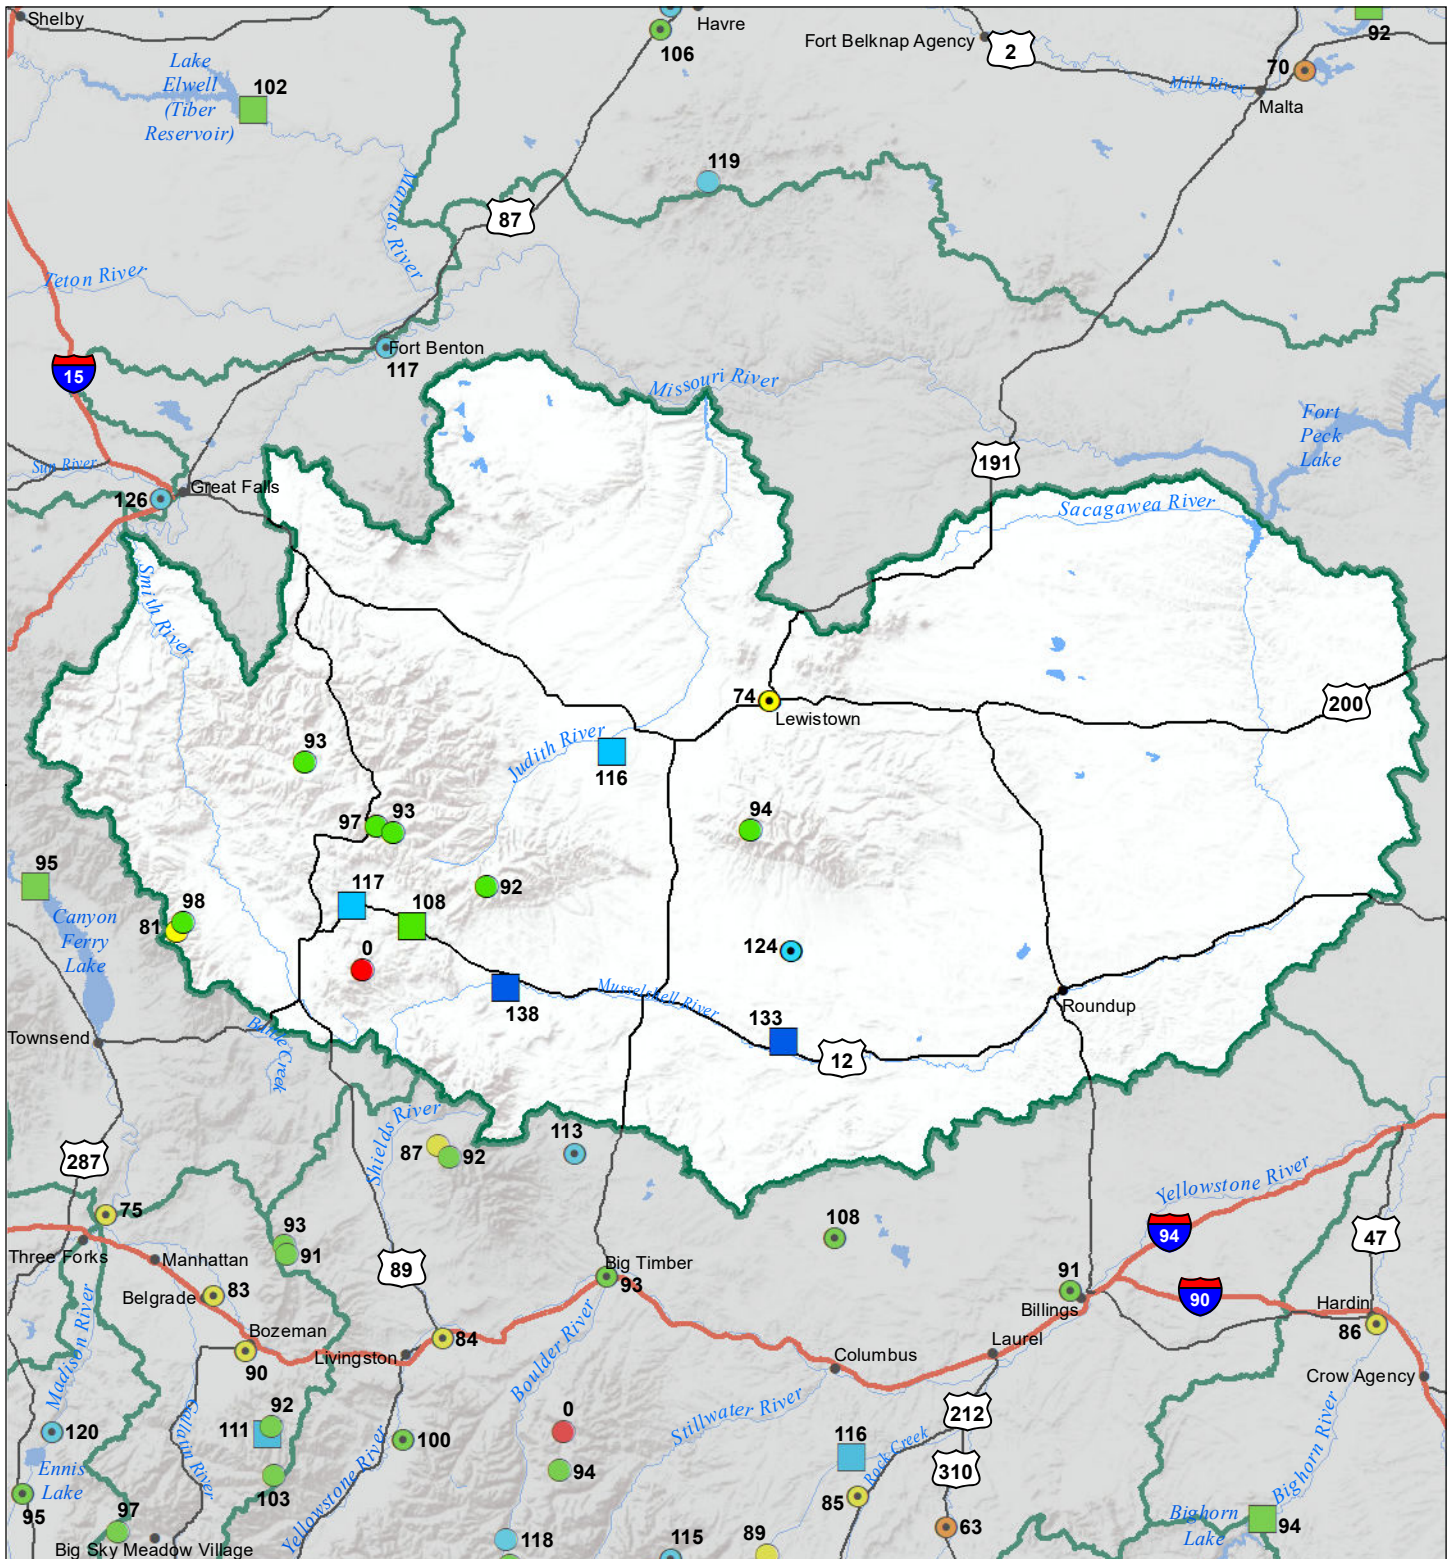 Shelby
Havre
106
Fort Belknap Agency
2
92
70
Milk River
Malta
Lake
Elwell
(Tiber
Reservoir)
102
119
Marias River
87
Teton River
Fort Benton
117
15
Missouri River
Fort
Peck
Lake
191
Sun River
Great Falls
126
Sacagawea River
Smith River
200
74
Lewistown
93
Judith River
116
97
93
94
95
117
108
92
98
81
Canyon
Ferry
Lake
0
124
138
Musselshell River
Roundup
133
12
Townsend
Battle Creek
Shields River
113
87
92
287
75
Yellowstone River
108
94
47
93
91
Three Forks
Manhattan
89
Big Timber
93
91
90
Billings
Hardin
86
Belgrade
83
Bozeman
90
Livingston
84
Madison River
Boulder River
Laurel
Columbus
Crow Agency
92
111
Gallatin River
120
Ennis
Lake
100
0
94
Stillwater River
212
116
Rock Creek
310
85
63
Bighorn River
Bighorn
Lake
94
95
97
103
Yellowstone River
Big Sky Meadow Village
118
115
89